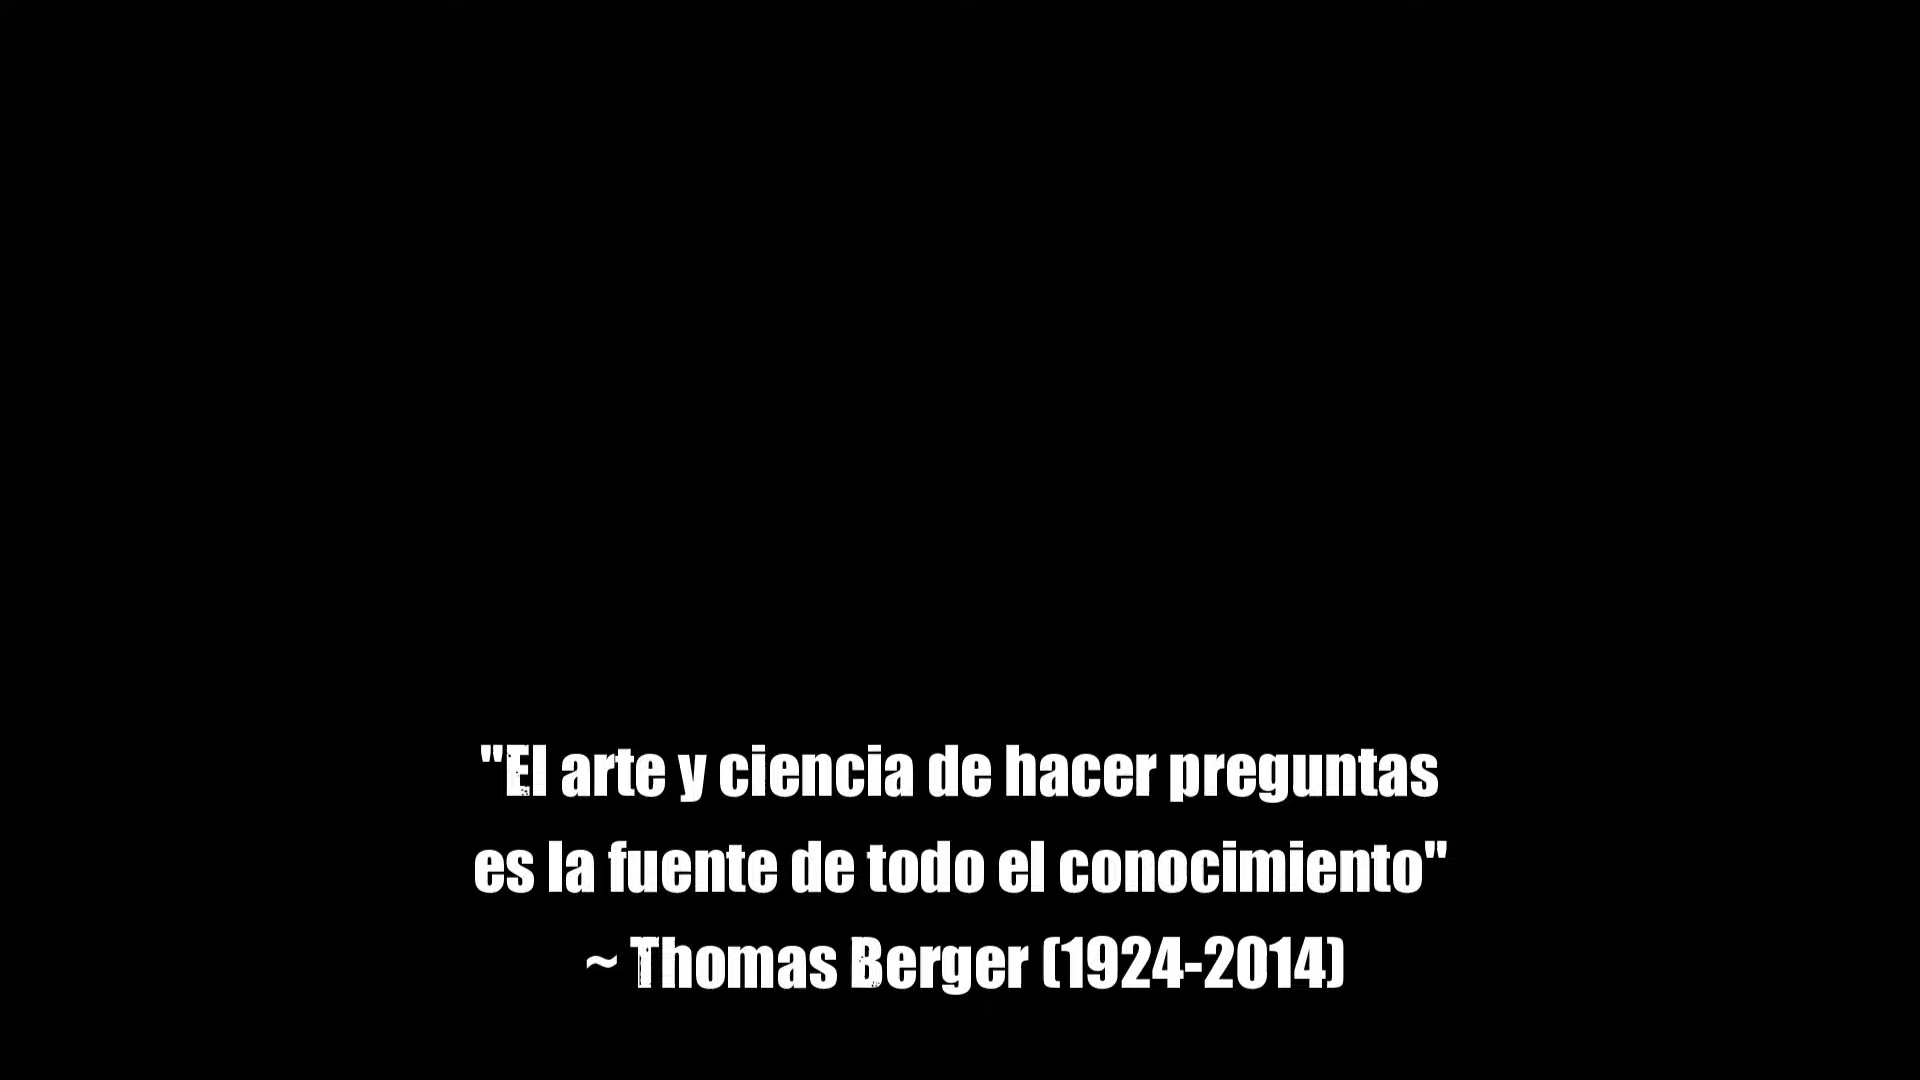 "El arte y ciencia de hacer preguntas
es la fuente de todo el conocimiento"
~ Thomas Berger (1924-2014)